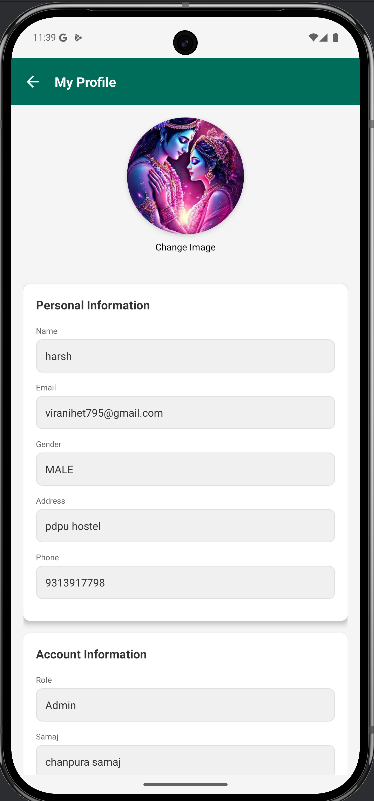 11:39 G
My Profile
Change Image
Personal Information
Name
harsh
Email
viranihet795@gmail.com
Gender
MALE
Address
pdpu hostel
Phone
9313917798
Account Information
Role
Admin
Samaj
chanpura samaj